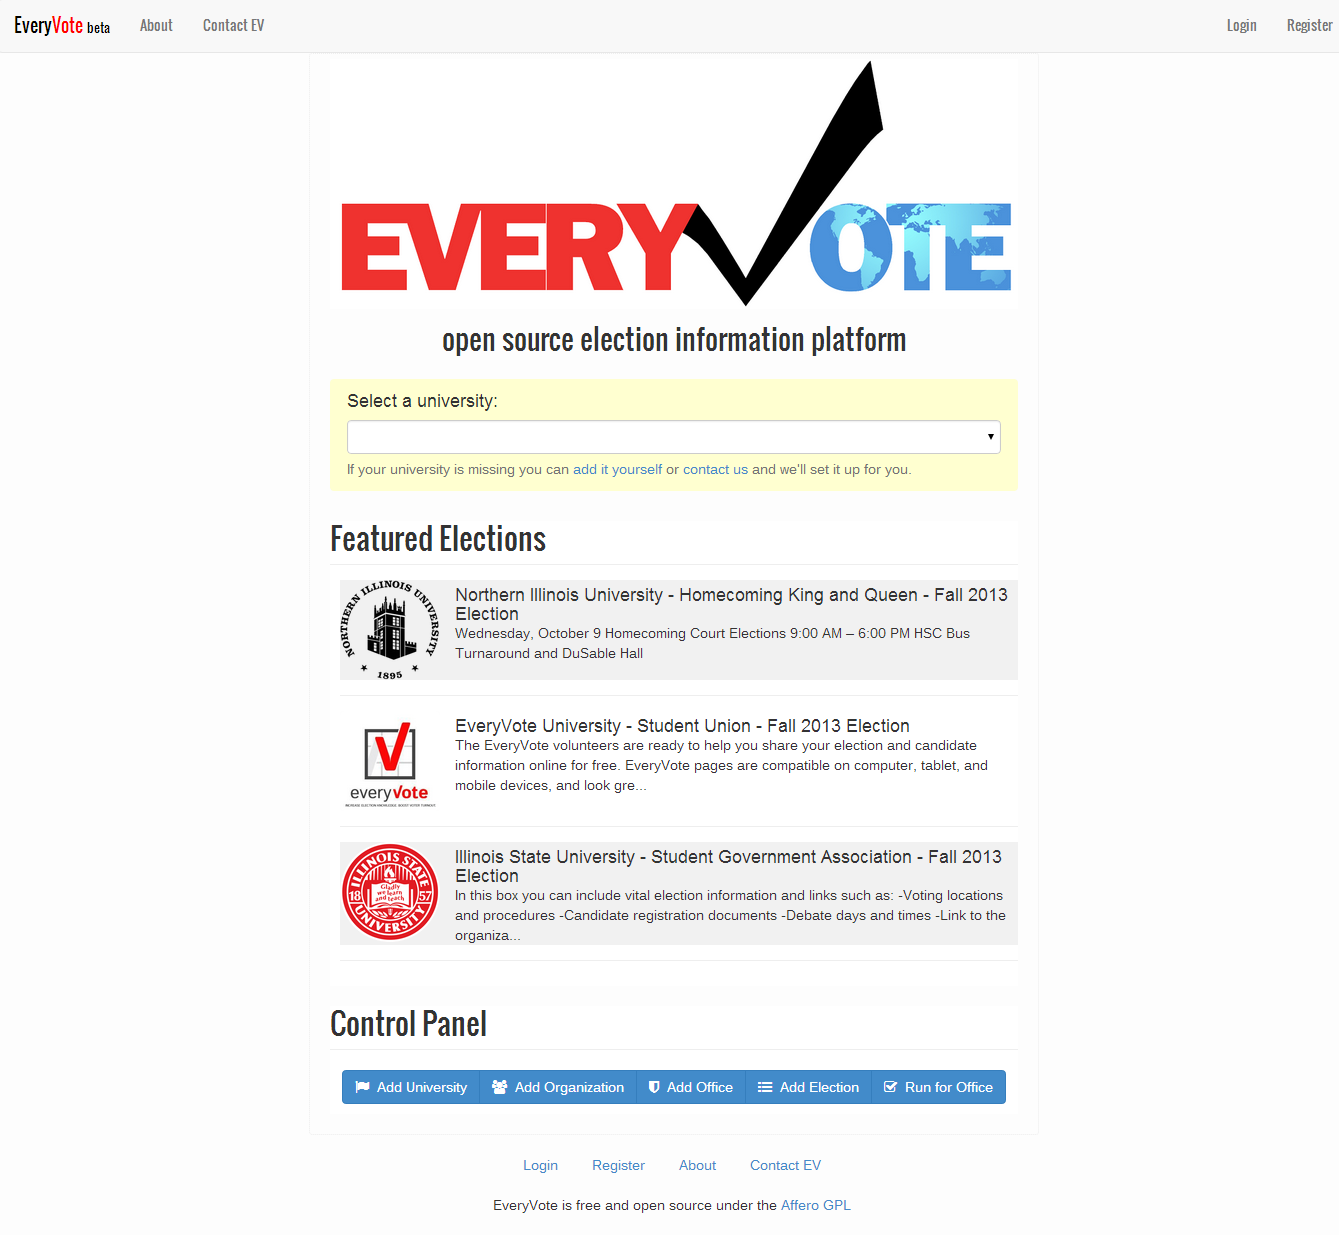 EveryVote beta About Contact EV Login Register
EVERYVOTE
open source election information platform
Select a university:
If your university is missing you can add it yourself or contact us and we'll set it up for you.
Featured Elections
NORTHERN ILLINOIS UNIVERSITY
1895
Northern Illinois University - Homecoming King and Queen - Fall 2013
Election
Wednesday, October 9 Homecoming Court Elections 9:00 AM – 6:00 PM HSC Bus
Turnaround and DuSable Hall
everyvote
INCREASE ELECTION KNOWLEDGE. BOOST VOTER TURNOUT.
EveryVote University - Student Union - Fall 2013 Election
The EveryVote volunteers are ready to help you share your election and candidate
information online for free. EveryVote pages are compatible on computer, tablet, and
mobile devices, and look gre...
ILLINOIS STATE UNIVERSITY
Gladly
we learn
and teach
18 57
Illinois State University - Student Government Association - Fall 2013
Election
In this box you can include vital election information and links such as: -Voting locations
and procedures -Candidate registration documents -Debate days and times -Link to the
organiza...
Control Panel
Add University Add Organization Add Office Add Election Run for Office
Login Register About Contact EV
EveryVote is free and open source under the Affero GPL